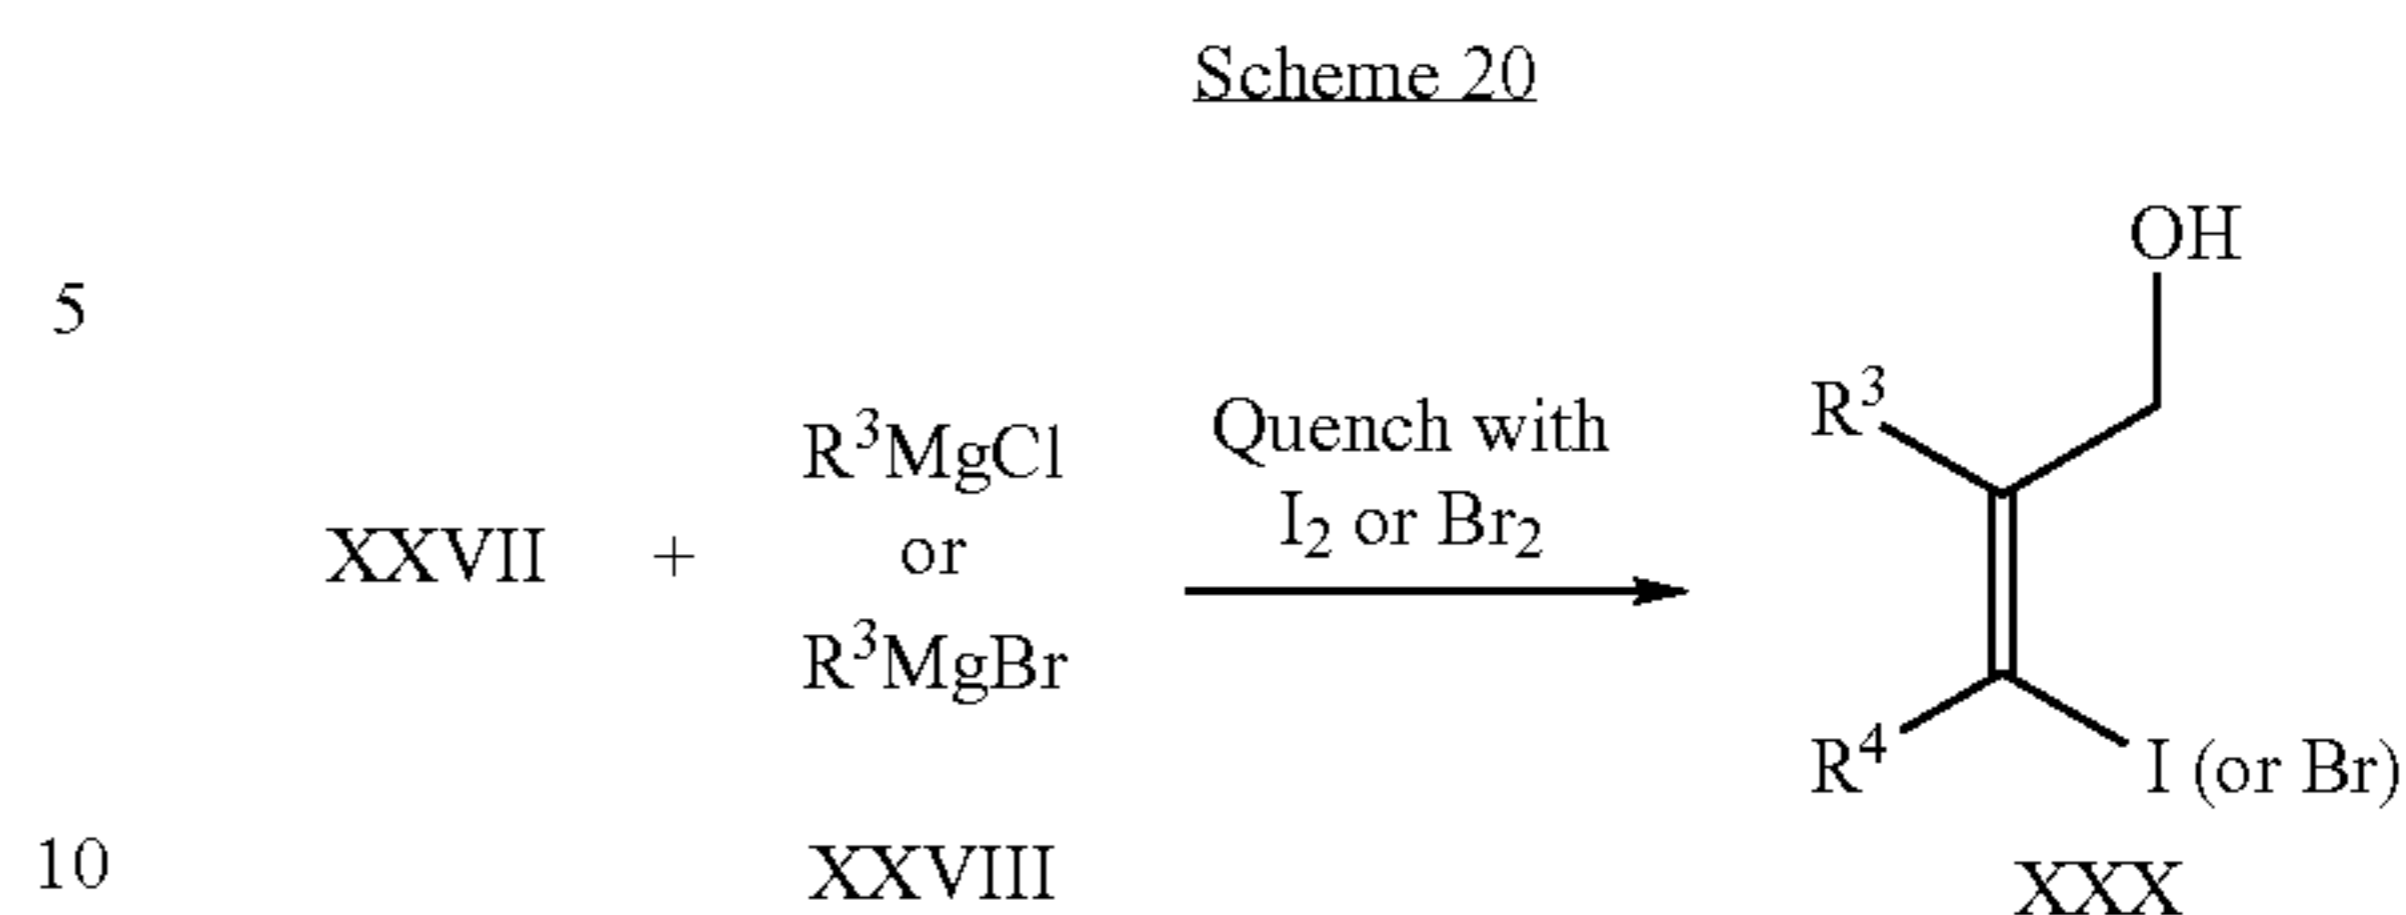 Scheme 20
OH
5
R³
R³MgCl
Quench with
I₂ or Br₂
XXVII + or
R³MgBr
R⁴ I (or Br)
10 XXVIII XXX